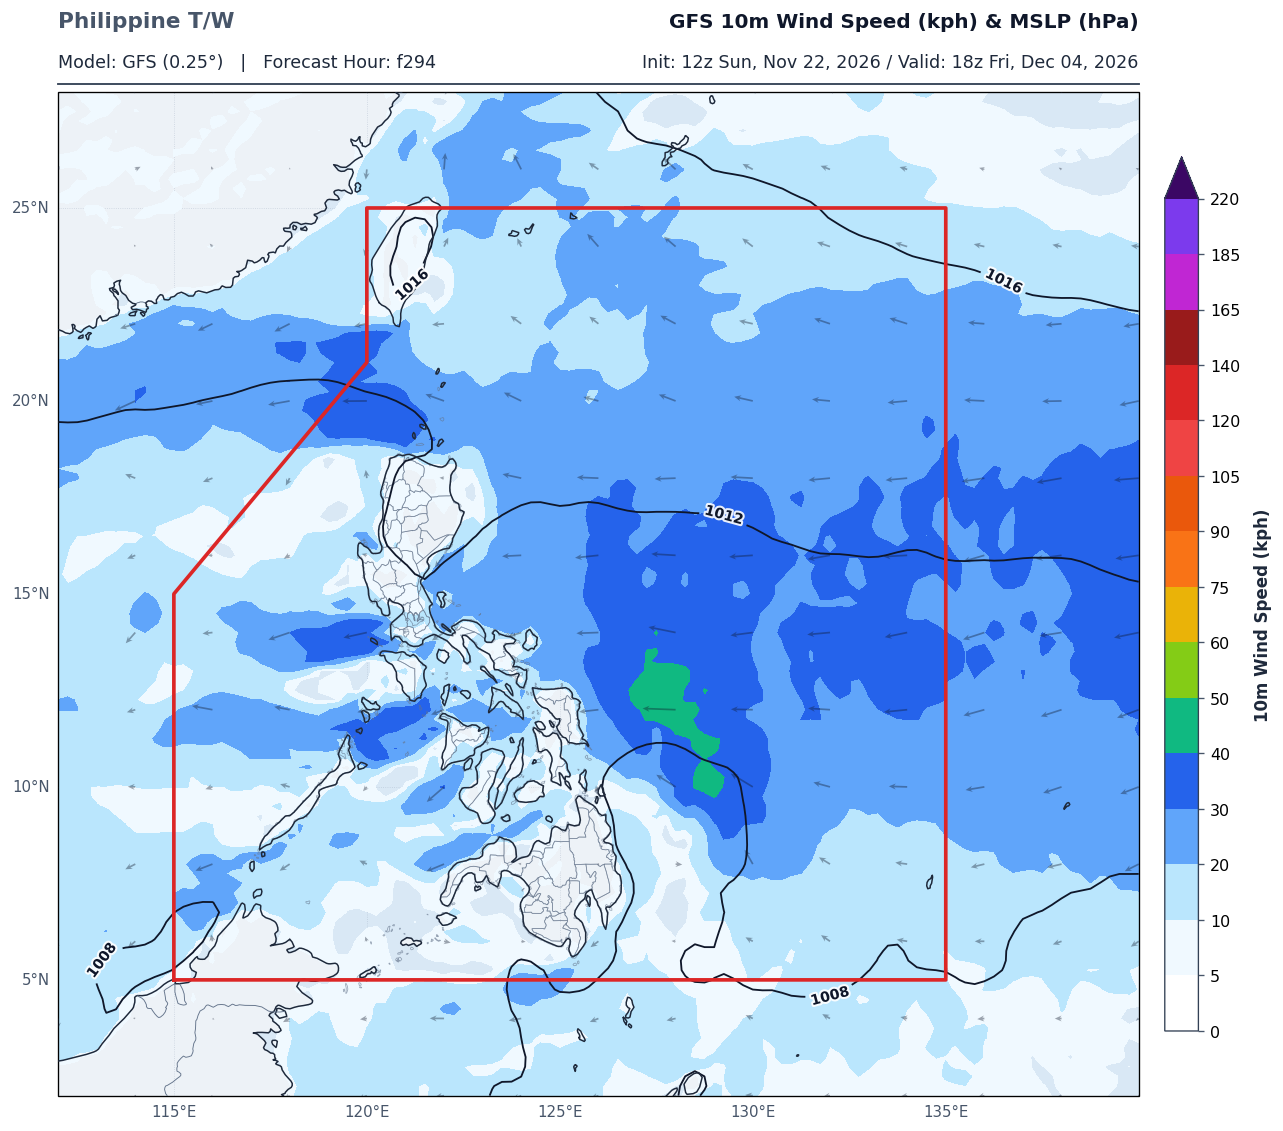 Philippine T/W
GFS 10m Wind Speed (kph) & MSLP (hPa)
Model: GFS (0.25°) | Forecast Hour: f294
Init: 12z Sun, Nov 22, 2026 / Valid: 18z Fri, Dec 04, 2026
25°N
20°N
15°N
10°N
5°N
115°E
120°E
125°E
130°E
135°E
1016
1016
1012
1008
1008
220
185
165
140
120
105
90
75
60
50
40
30
20
10
5
0
10m Wind Speed (kph)